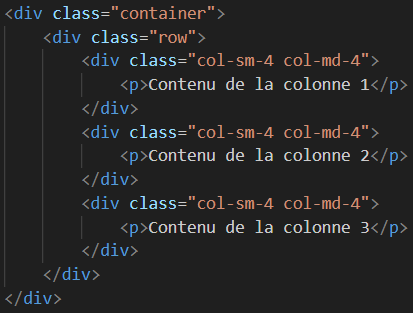 <div class="container">
    <div class="row">
        <div class="col-sm-4 col-md-4">
            <p>Contenu de la colonne 1</p>
        </div>
        <div class="col-sm-4 col-md-4">
            <p>Contenu de la colonne 2</p>
        </div>
        <div class="col-sm-4 col-md-4">
            <p>Contenu de la colonne 3</p>
        </div>
    </div>
</div>